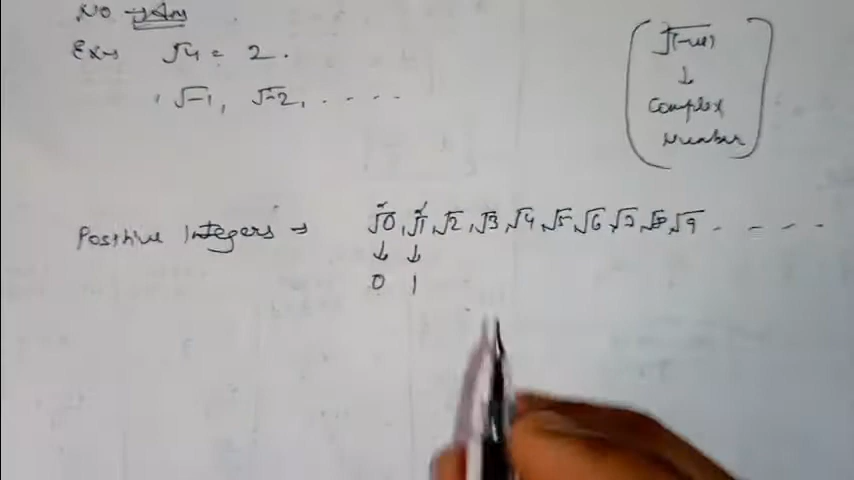 No
Ex→ √4 = 2.
√-1, √-2, . . . .
√(-ve)
↓
Complex
Number
Positive Integers → √0, √1, √2, √3, √4, √5, √6, √7, √8, √9 - - - -
↓ ↓
0 1